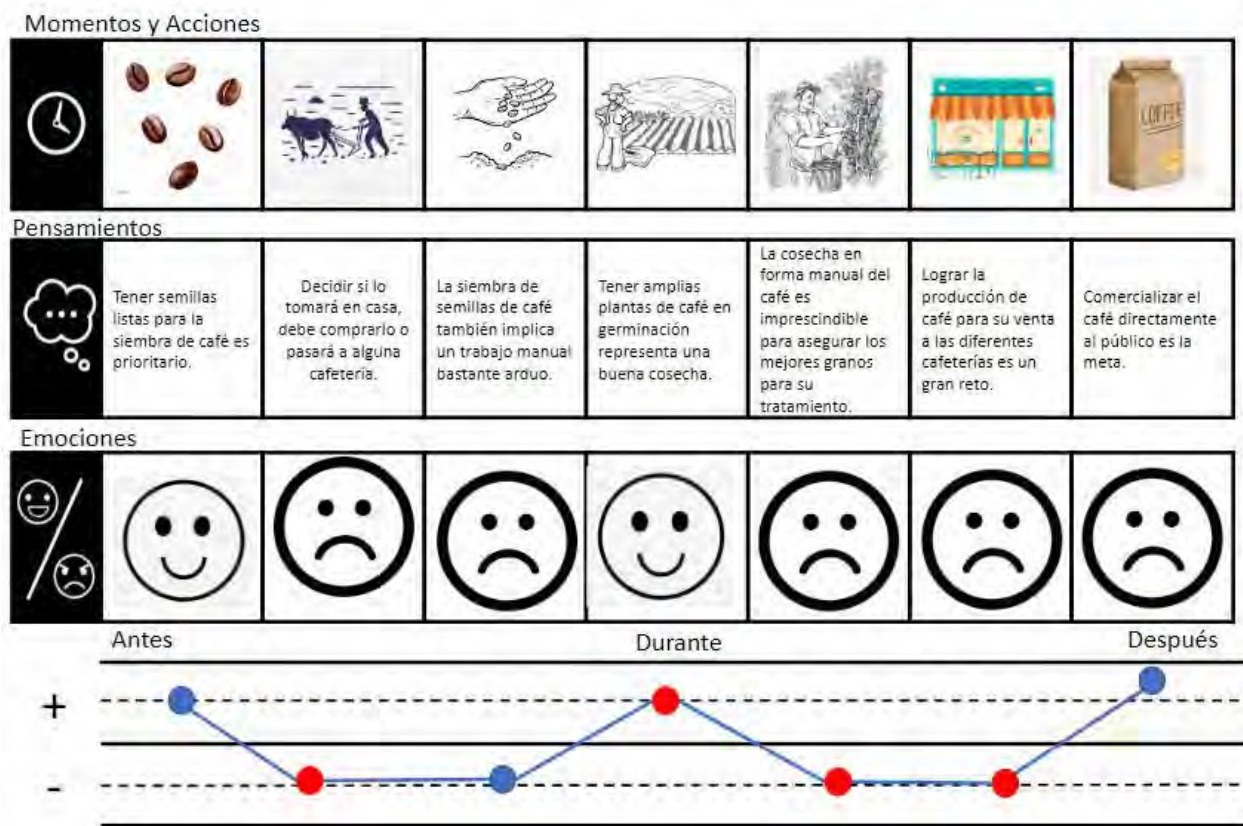 Momentos y Acciones
COFFEE
Pensamientos
Tener semillas
listas para la
siembra de café es
prioritario.
Decidir si lo
tomará en casa,
debe comprarlo o
pasará a alguna
cafetería.
La siembra de
semillas de café
también implica
un trabajo manual
bastante arduo.
Tener amplias
plantas de café en
germinación
representa una
buena cosecha.
La cosecha en
forma manual del
café es
imprescindible
para asegurar los
mejores granos
para su
tratamiento.
Lograr la
producción de
café para su venta
a las diferentes
cafeterías es un
gran reto.
Comercializar el
café directamente
al público es la
meta.
Emociones
Antes
Durante
Después
+
-